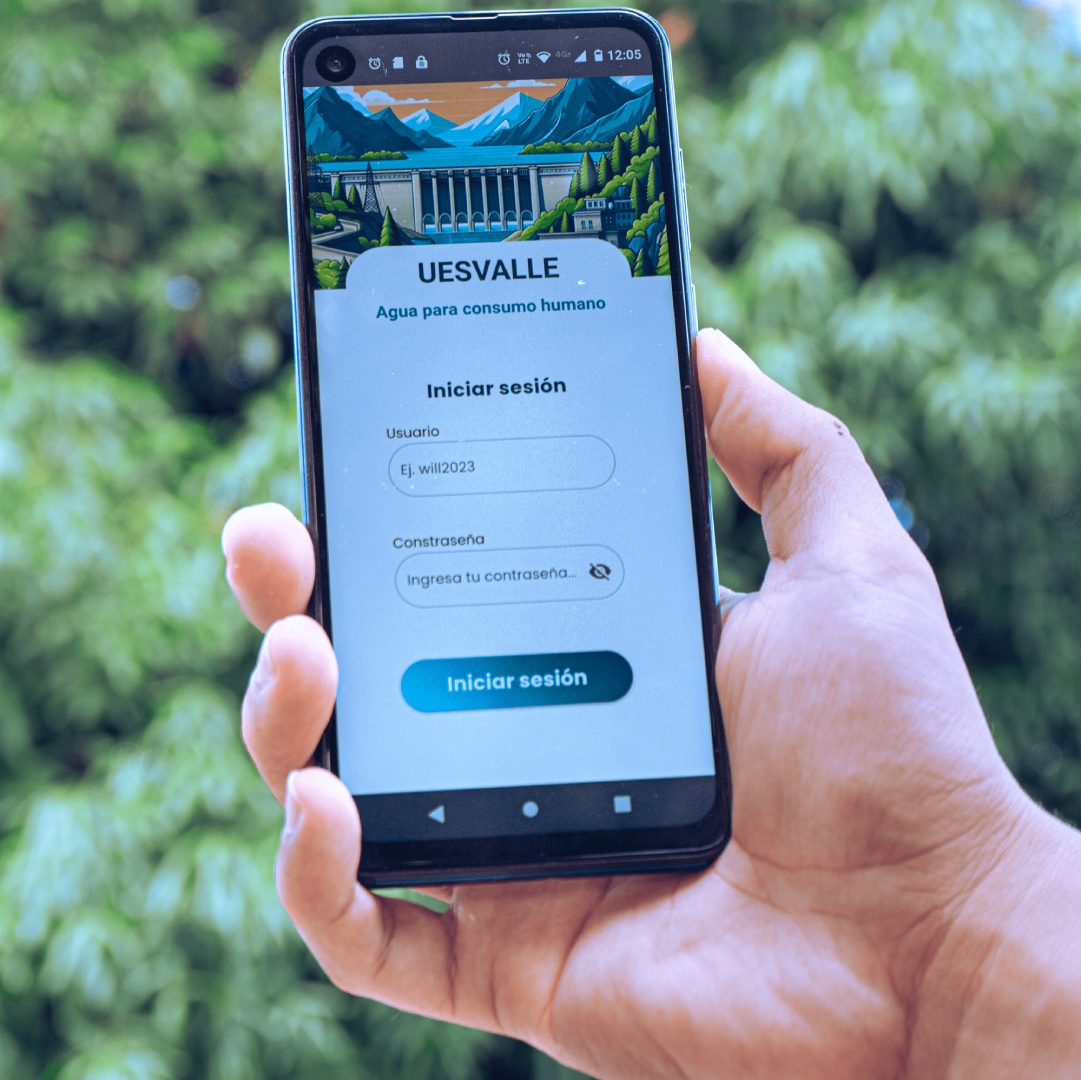 VoLTE 4G 12:05
UESVALLE
Agua para consumo humano
Iniciar sesión
Usuario
Ej. will2023
Constraseña
Ingresa tu contraseña...
Iniciar sesión